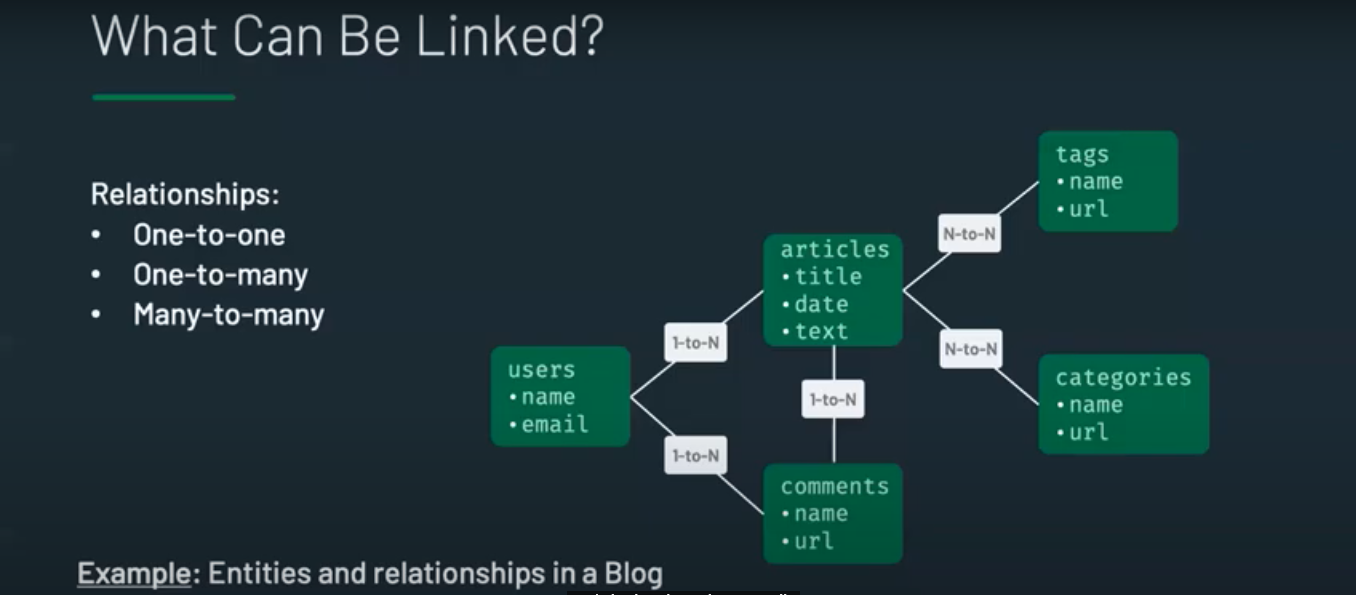 What Can Be Linked?
Relationships:
• One-to-one
• One-to-many
• Many-to-many
users
• name
• email
1-to-N
1-to-N
articles
• title
• date
• text
1-to-N
comments
• name
• url
N-to-N
N-to-N
tags
• name
• url
categories
• name
• url
Example: Entities and relationships in a Blog